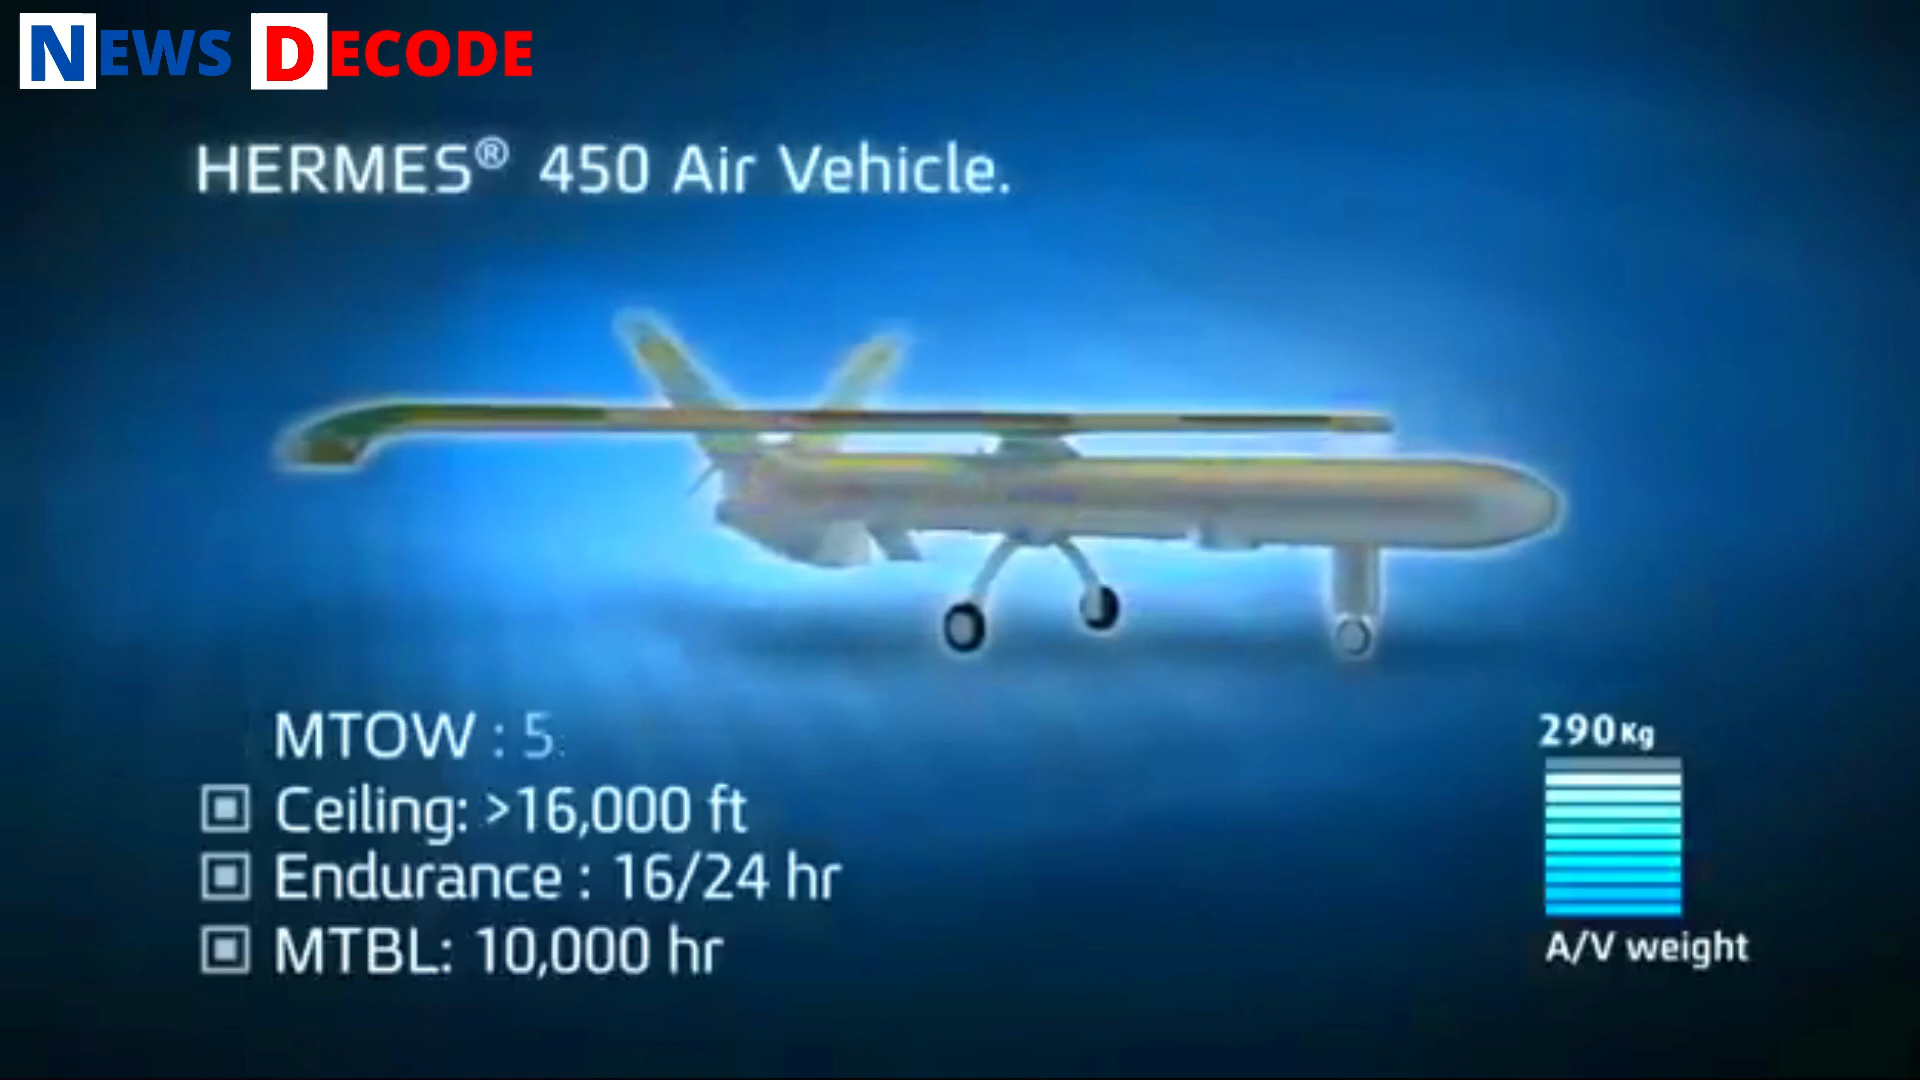 NEWS DECODE
HERMES® 450 Air Vehicle.
MTOW : 5
Ceiling: >16,000 ft
Endurance : 16/24 hr
MTBL: 10,000 hr
290Kg
A/V weight